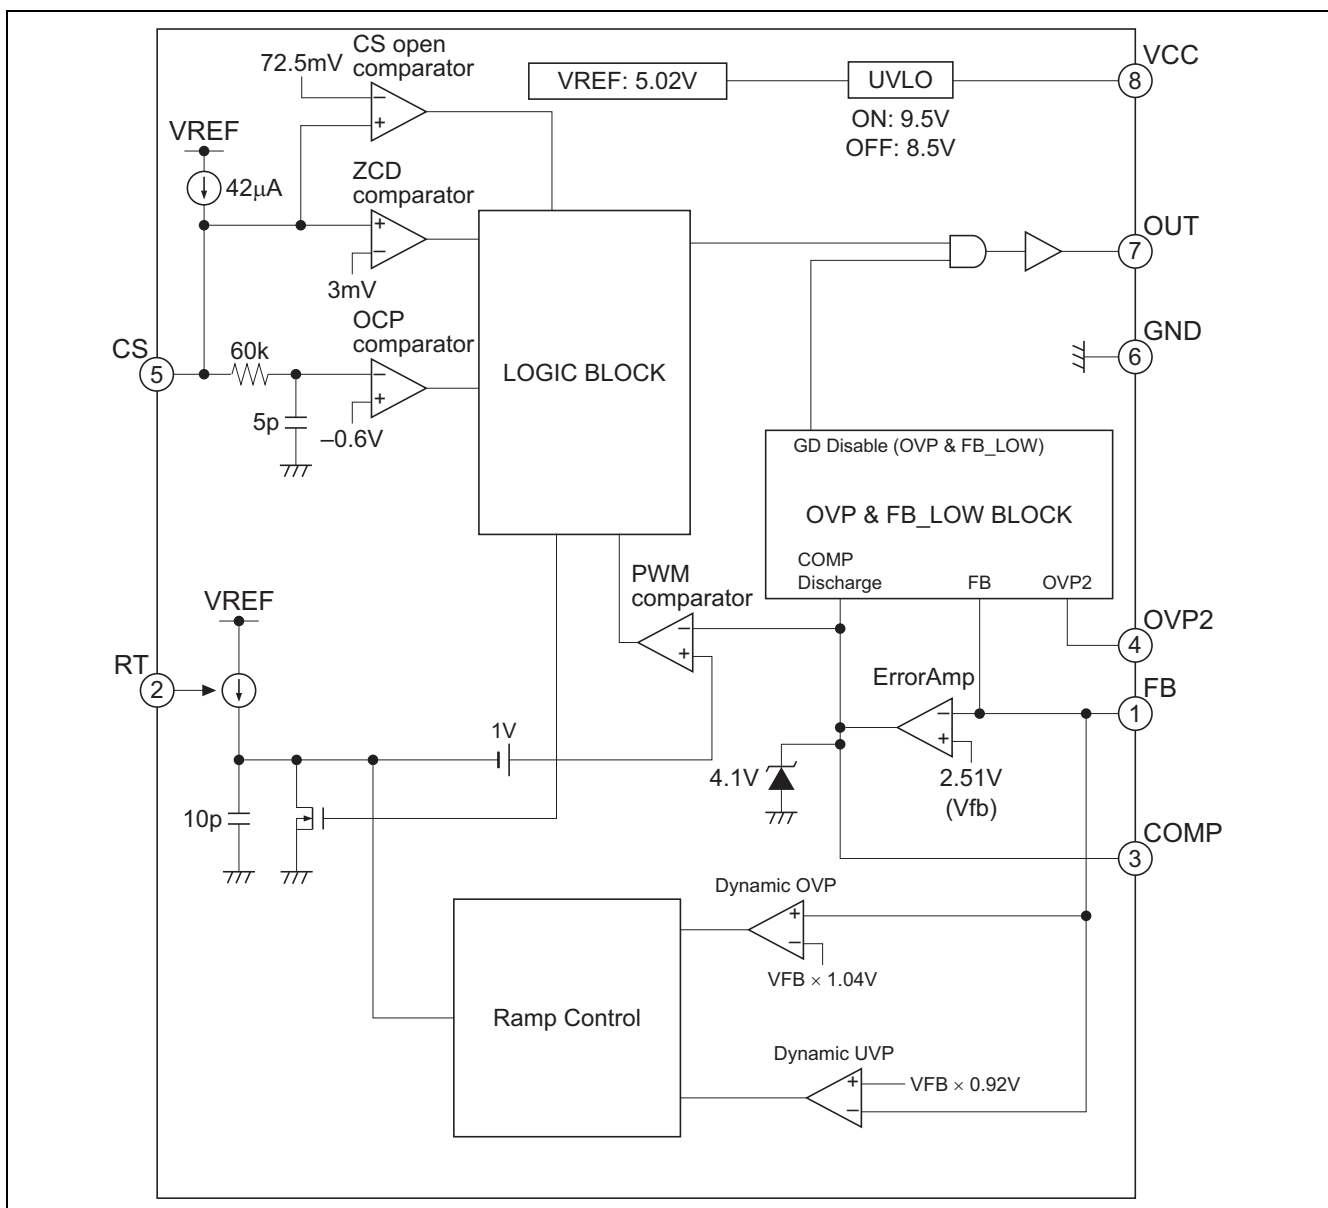 CS open
comparator
72.5mV
−
+
VREF
42μA
ZCD
comparator
+
−
3mV
OCP
comparator
CS
5
60k
5p
−
+
–0.6V
LOGIC BLOCK
VREF: 5.02V
UVLO
ON: 9.5V
OFF: 8.5V
VCC
8
OUT
7
GND
6
GD Disable (OVP & FB_LOW)
OVP & FB_LOW BLOCK
COMP
Discharge
FB
OVP2
PWM
comparator
−
+
OVP2
4
VREF
RT
2
ErrorAmp
−
+
2.51V
(Vfb)
FB
1
1V
4.1V
10p
COMP
3
Dynamic OVP
+
−
VFB × 1.04V
Ramp Control
Dynamic UVP
+
−
VFB × 0.92V